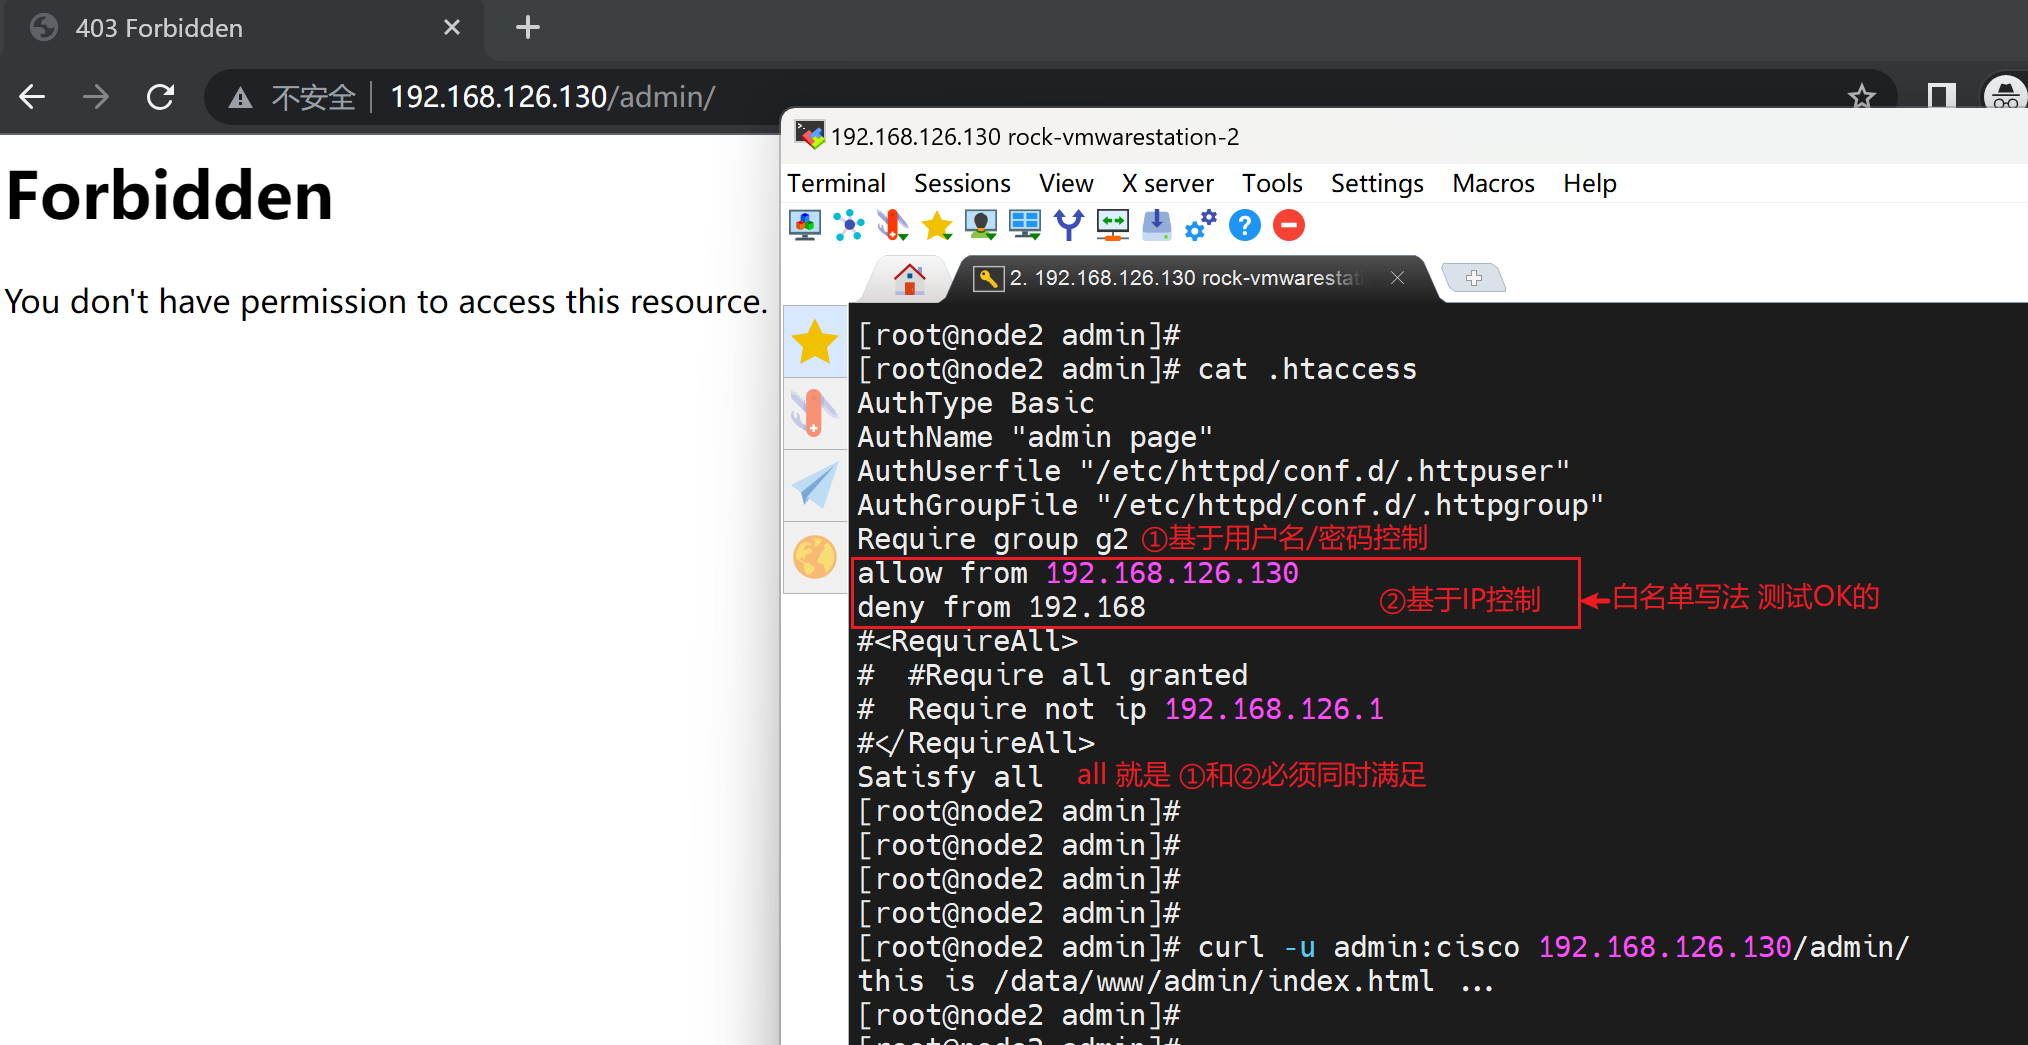 403 Forbidden
不安全 192.168.126.130/admin/
Forbidden
You don't have permission to access this resource.
192.168.126.130 rock-vmwarestation-2
Terminal Sessions View X server Tools Settings Macros Help
2. 192.168.126.130 rock-vmwarestati
[root@node2 admin]#
[root@node2 admin]# cat .htaccess
AuthType Basic
AuthName "admin page"
AuthUserfile "/etc/httpd/conf.d/.httpuser"
AuthGroupFile "/etc/httpd/conf.d/.httpgroup"
Require group g2 ①基于用户名/密码控制
allow from 192.168.126.130
deny from 192.168 ②基于IP控制 白名单写法 测试OK的
#<RequireAll>
#  #Require all granted
#  Require not ip 192.168.126.1
#</RequireAll>
Satisfy all all 就是 ①和②必须同时满足
[root@node2 admin]#
[root@node2 admin]#
[root@node2 admin]#
[root@node2 admin]#
[root@node2 admin]# curl -u admin:cisco 192.168.126.130/admin/
this is /data/www/admin/index.html ...
[root@node2 admin]#
[root@node2 admin]#